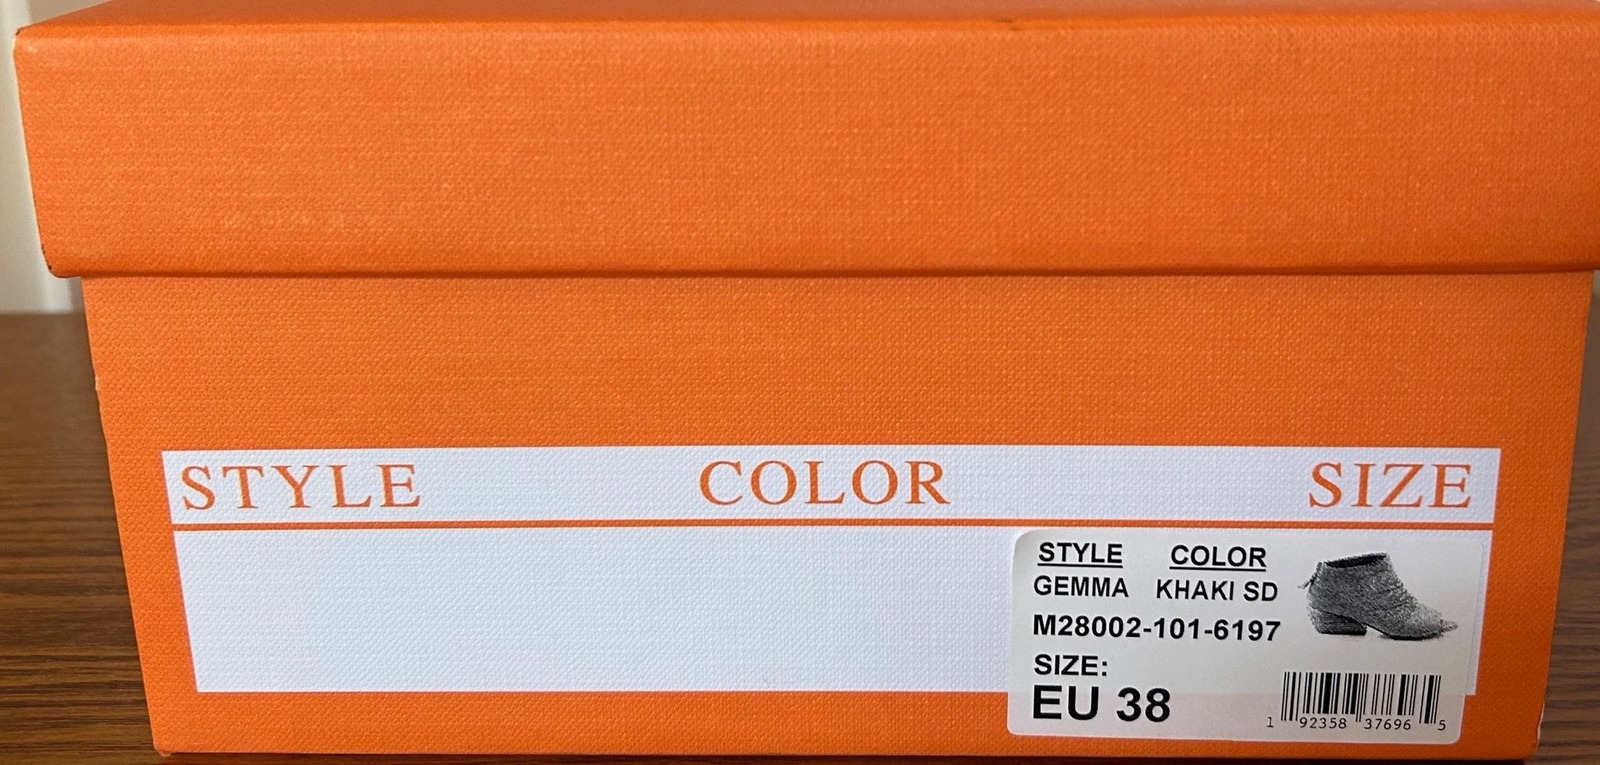 STYLE COLOR SIZE
STYLE COLOR
GEMMA KHAKI SD
M28002-101-6197
SIZE:
EU 38
1 92358 37696 5